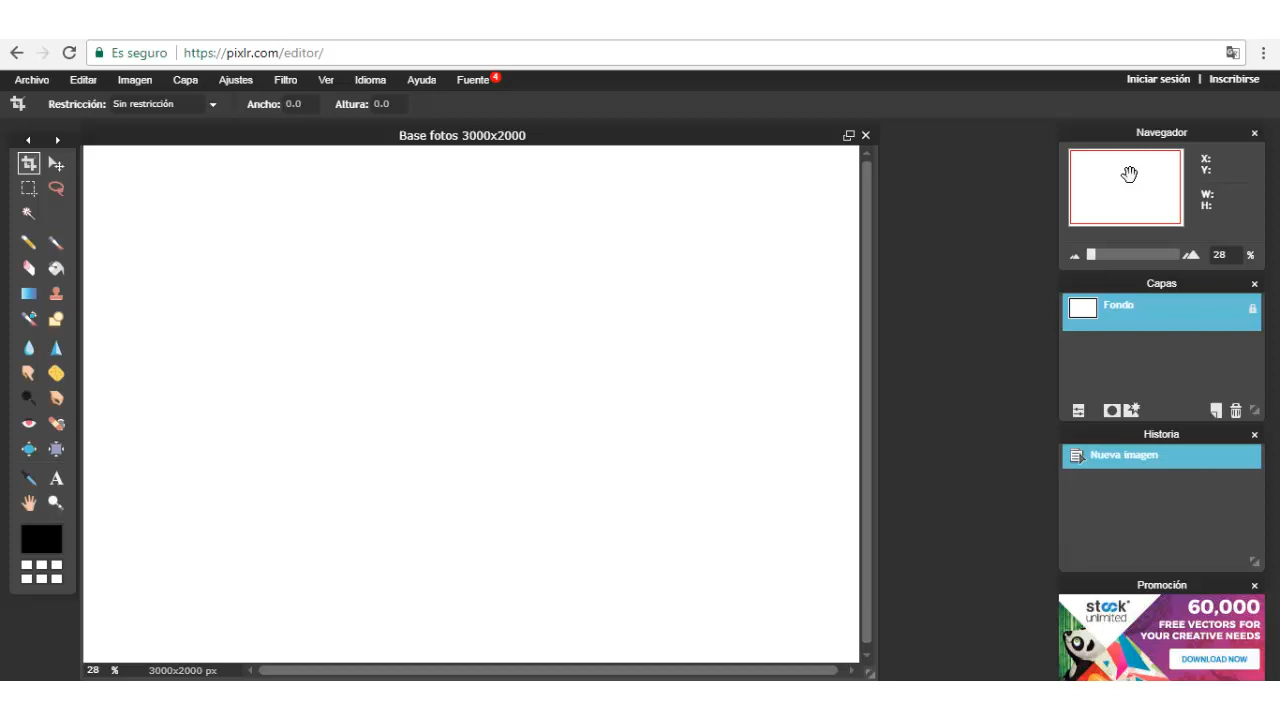 Es seguro https://pixlr.com/editor/
Archivo Editar Imagen Capa Ajustes Filtro Ver Idioma Ayuda Fuente 4 Iniciar sesión | Inscribirse
Restricción: Sin restricción Ancho: 0.0 Altura: 0.0
Base fotos 3000x2000
Navegador
X:
Y:
W:
H:
28 %
Capas
Fondo
Historia
Nueva imagen
A
Promoción
stock unlimited
60,000
FREE VECTORS FOR
YOUR CREATIVE NEEDS
DOWNLOAD NOW
28 % 3000x2000 px